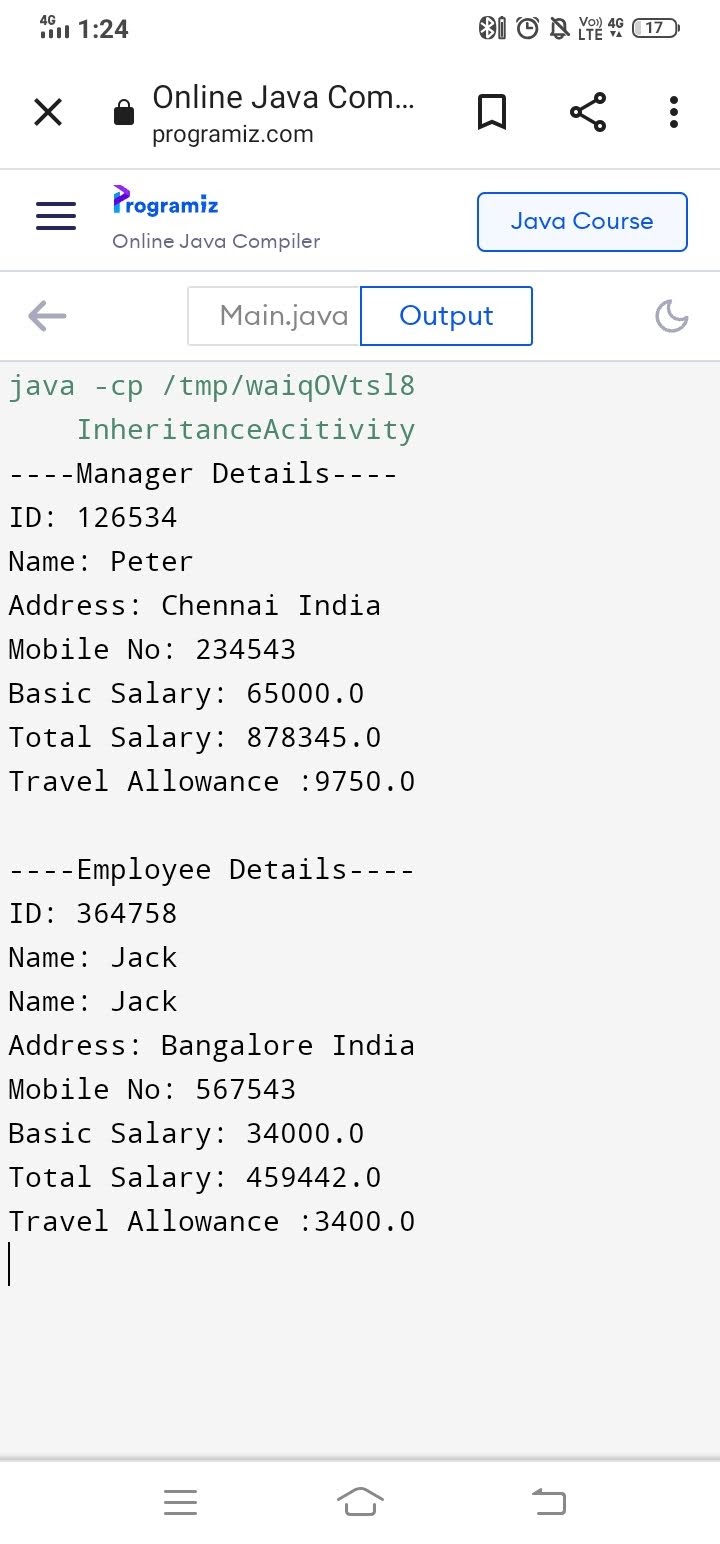 4G 1:24 Vo)) LTE 4G 17
Online Java Com...
programiz.com
Programiz
Online Java Compiler
Java Course
Main.java Output
java -cp /tmp/waiqOVtsl8
InheritanceAcitivity
----Manager Details----
ID: 126534
Name: Peter
Address: Chennai India
Mobile No: 234543
Basic Salary: 65000.0
Total Salary: 878345.0
Travel Allowance :9750.0
----Employee Details----
ID: 364758
Name: Jack
Name: Jack
Address: Bangalore India
Mobile No: 567543
Basic Salary: 34000.0
Total Salary: 459442.0
Travel Allowance :3400.0